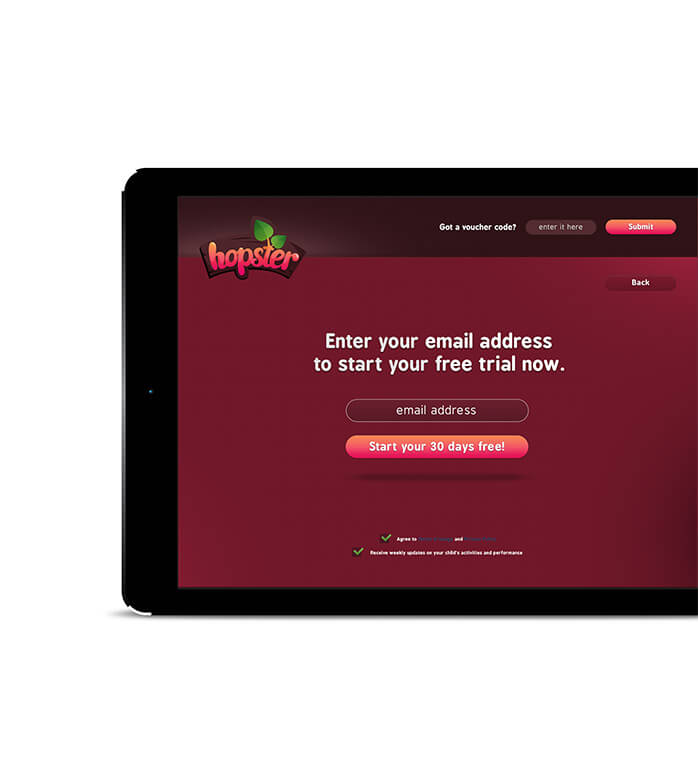 hopster
Got a voucher code?
enter it here
Submit
Back
Enter your email address
to start your free trial now.
email address
Start your 30 days free!
Agree to and
Receive weekly updates on your child's activities and performance